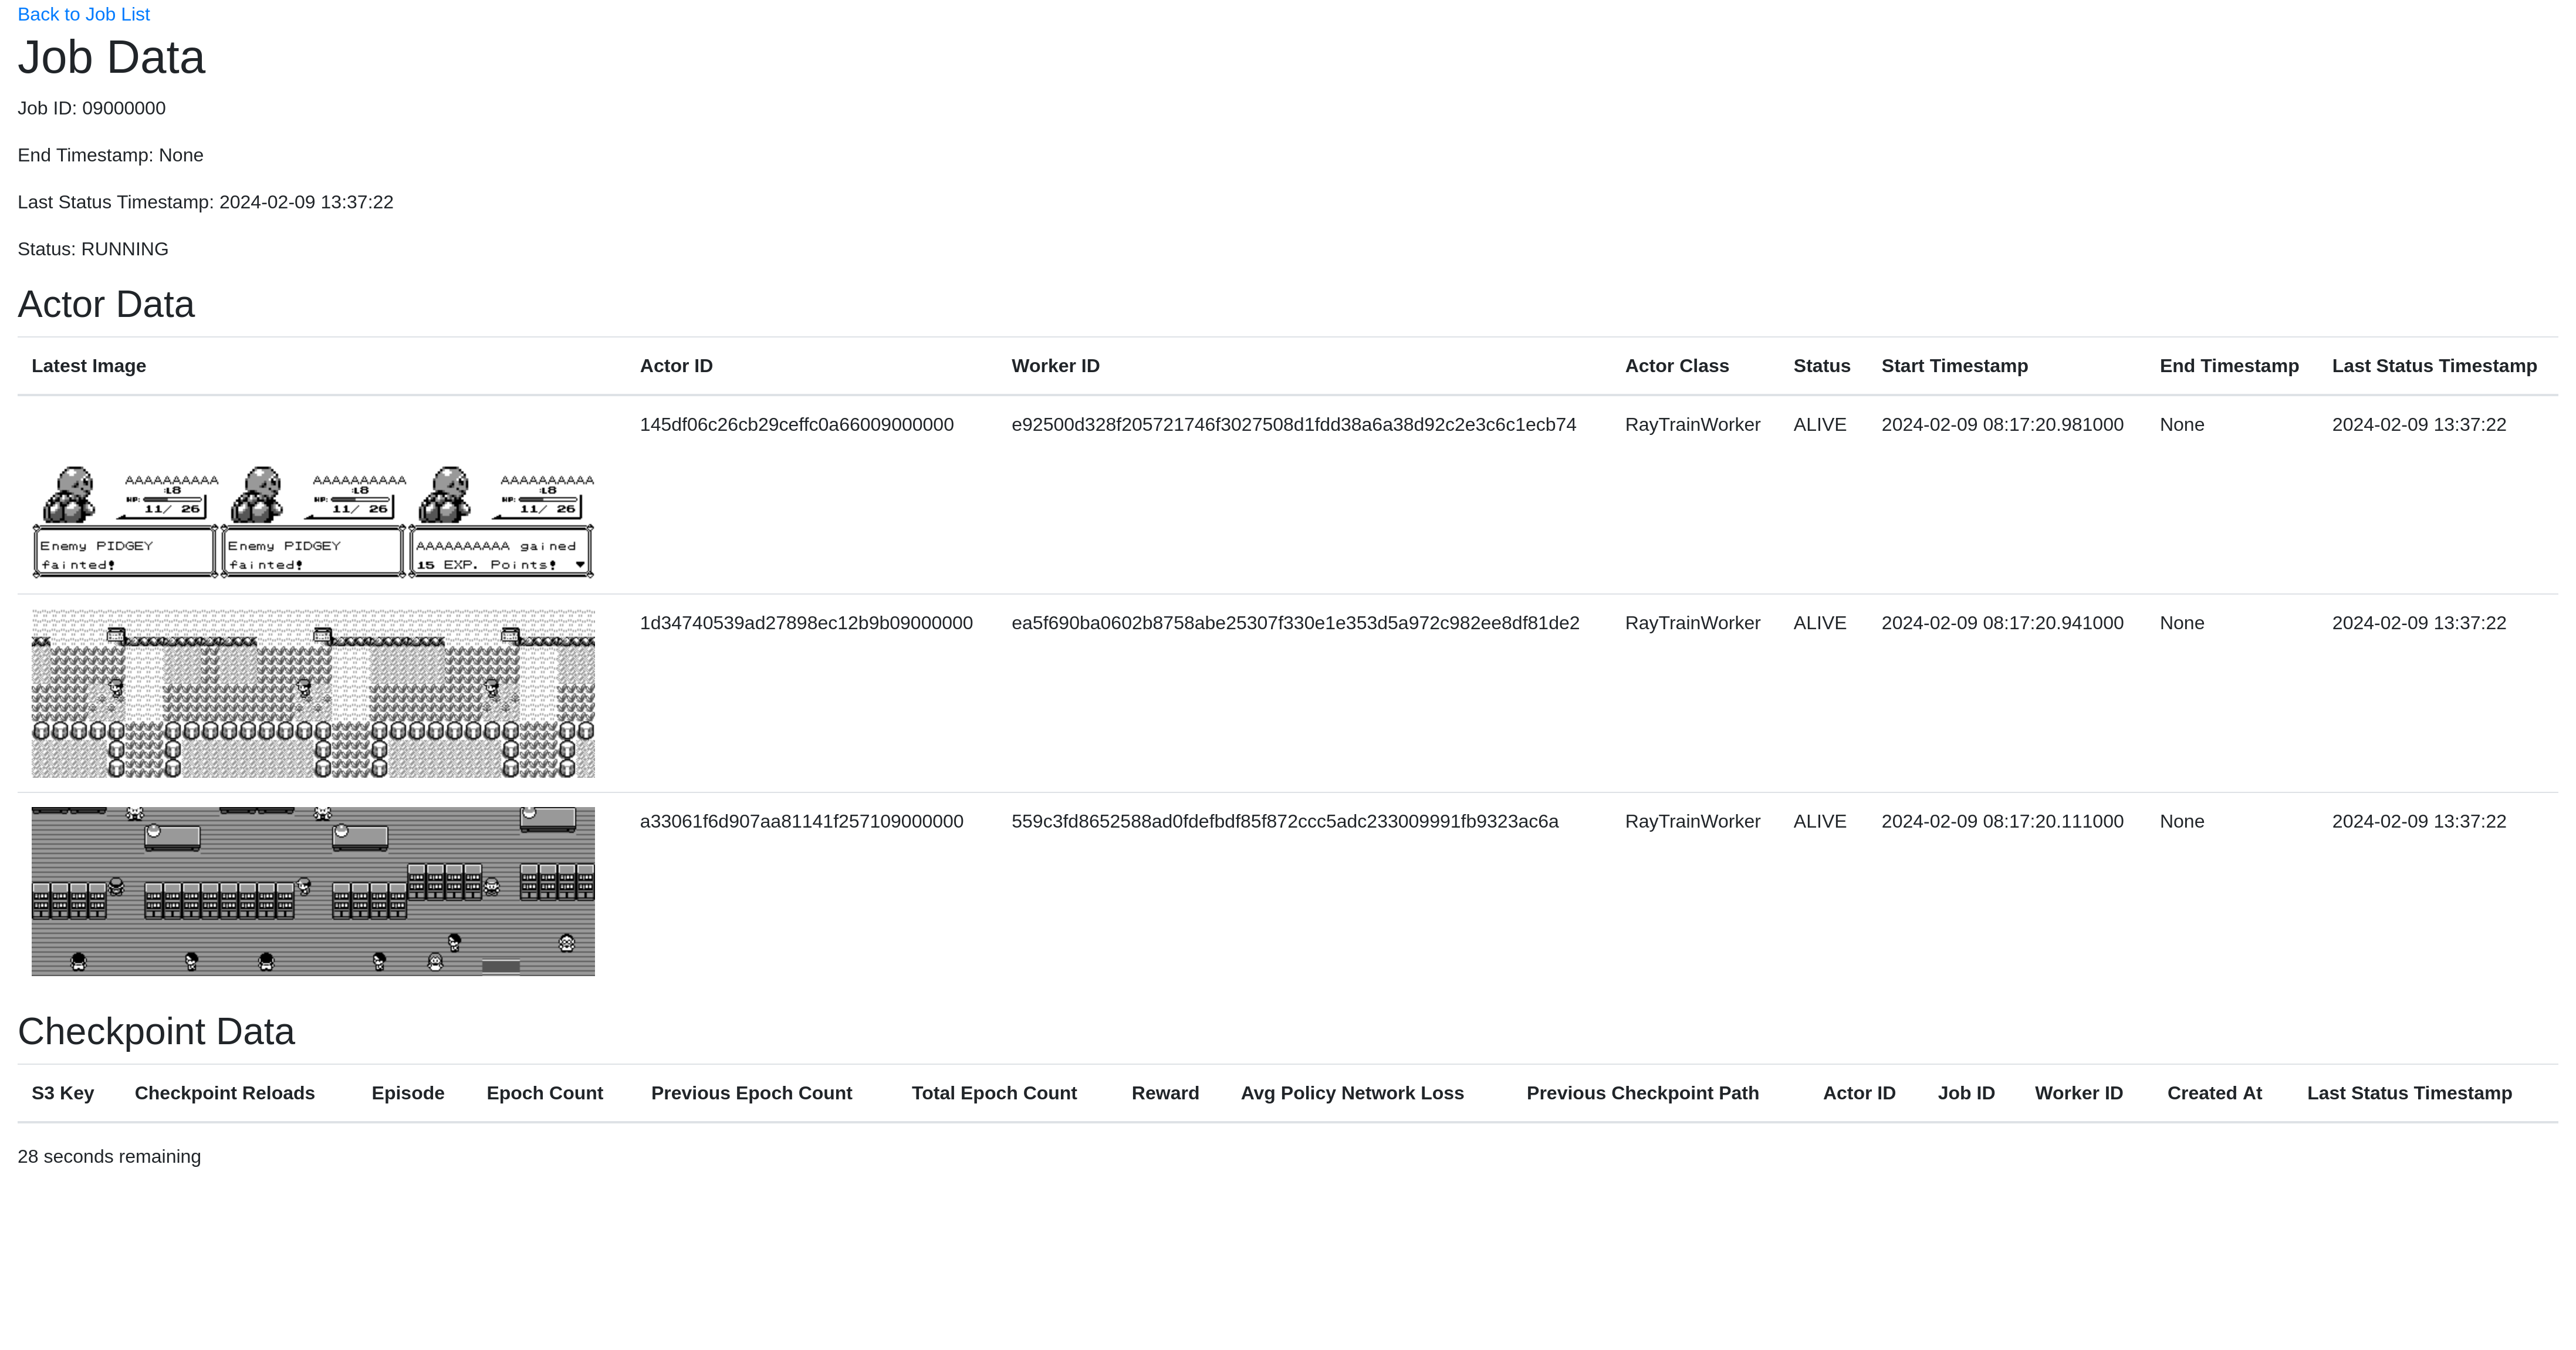 Back to Job List
Job Data
Job ID: 09000000
End Timestamp: None
Last Status Timestamp: 2024-02-09 13:37:22
Status: RUNNING
Actor Data
Latest Image Actor ID Worker ID Actor Class Status Start Timestamp End Timestamp Last Status Timestamp
145df06c26cb29ceffc0a66009000000 e92500d328f205721746f3027508d1fdd38a6a38d92c2e3c6c1ecb74 RayTrainWorker ALIVE 2024-02-09 08:17:20.981000 None 2024-02-09 13:37:22
AAAAAAAAAA AAAAAAAAAA AAAAAAAAAA
:L8 :L8 :L8
HP: HP: HP:
11/ 26 11/ 26 11/ 26
Enemy PIDGEY Enemy PIDGEY AAAAAAAAAA gained
fainted! fainted! 15 EXP. Points!
1d34740539ad27898ec12b9b09000000 ea5f690ba0602b8758abe25307f330e1e353d5a972c982ee8df81de2 RayTrainWorker ALIVE 2024-02-09 08:17:20.941000 None 2024-02-09 13:37:22
a33061f6d907aa81141f257109000000 559c3fd8652588ad0fdefbdf85f872ccc5adc233009991fb9323ac6a RayTrainWorker ALIVE 2024-02-09 08:17:20.111000 None 2024-02-09 13:37:22
Checkpoint Data
S3 Key Checkpoint Reloads Episode Epoch Count Previous Epoch Count Total Epoch Count Reward Avg Policy Network Loss Previous Checkpoint Path Actor ID Job ID Worker ID Created At Last Status Timestamp
28 seconds remaining